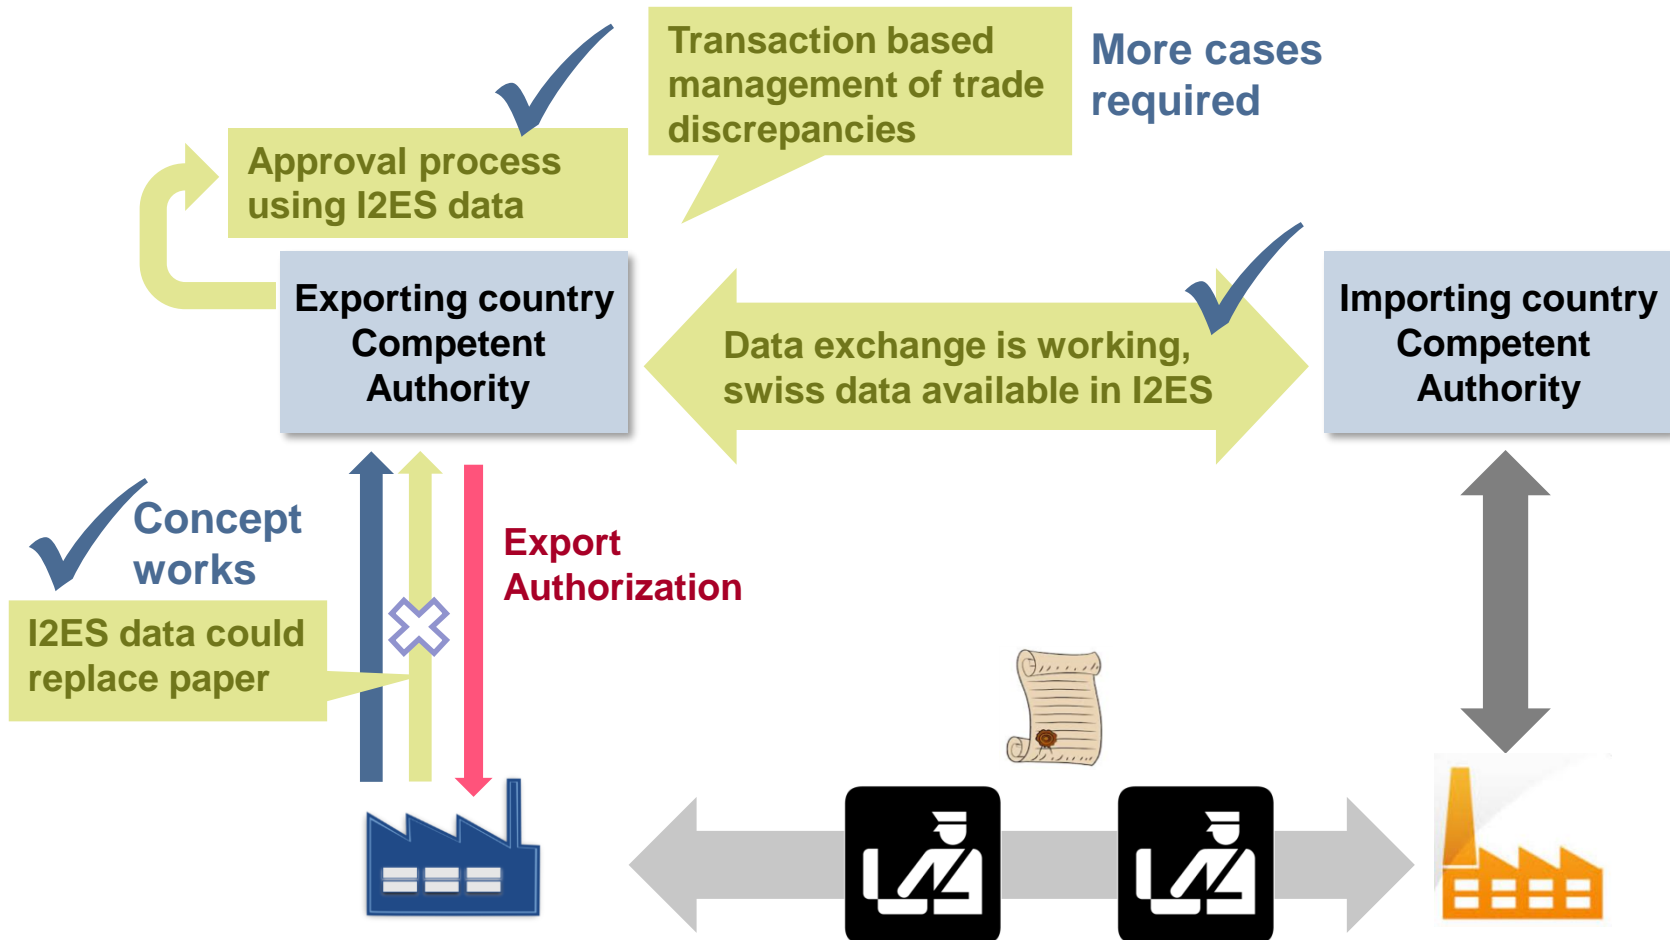 Transaction based
management of trade
discrepancies
More cases
required
Approval process
using I2ES data
Exporting country
Competent
Authority
Data exchange is working,
swiss data available in I2ES
Importing country
Competent
Authority
Concept
works
Export
Authorization
I2ES data could
replace paper